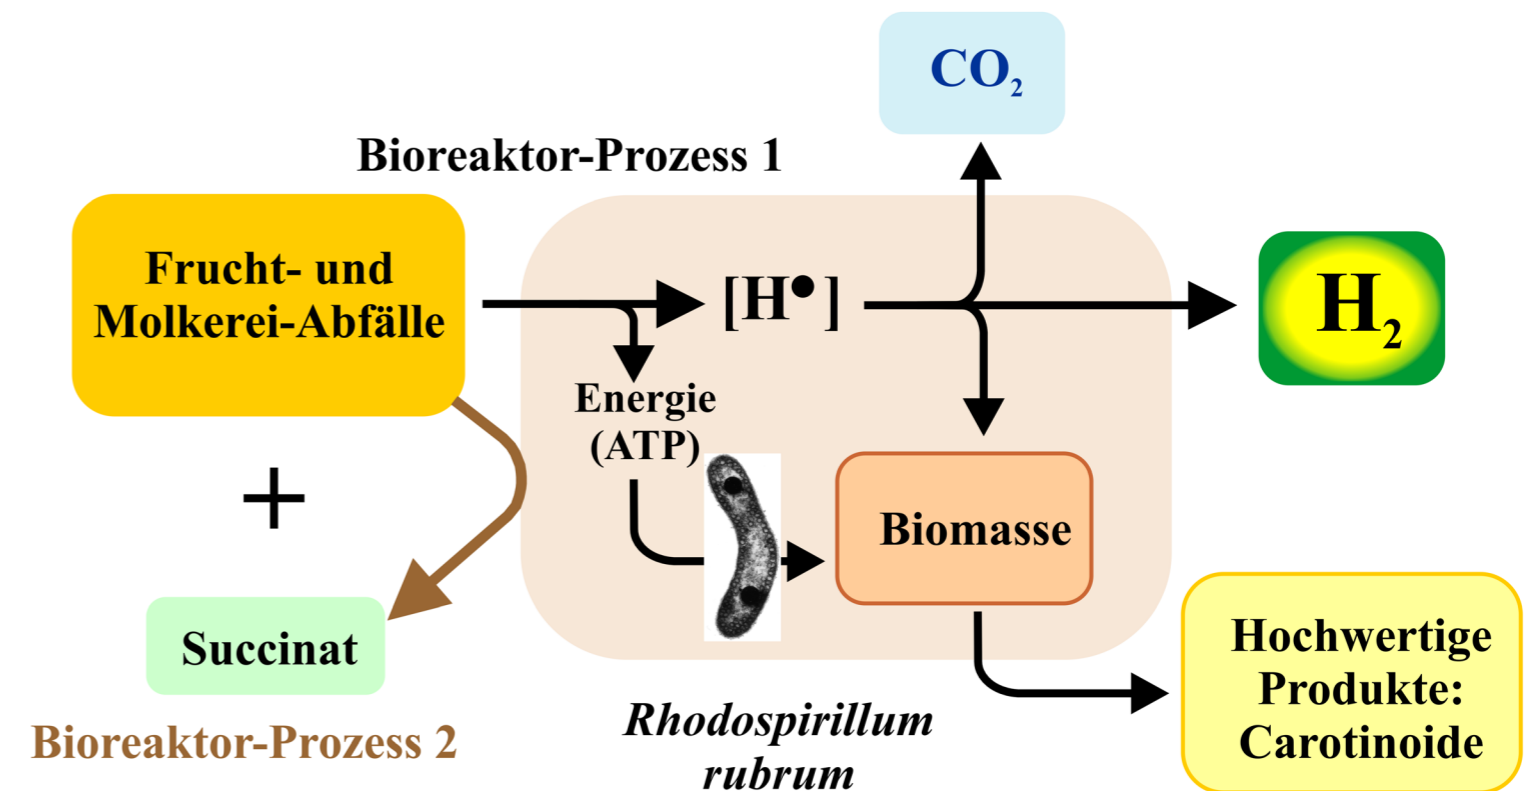 CO₂
Bioreaktor-Prozess 1
Frucht- und
Molkerei-Abfälle
[H•]
H₂
Energie
(ATP)
+
Biomasse
Succinat
Hochwertige
Produkte:
Carotinoide
Bioreaktor-Prozess 2
Rhodospirillum
rubrum